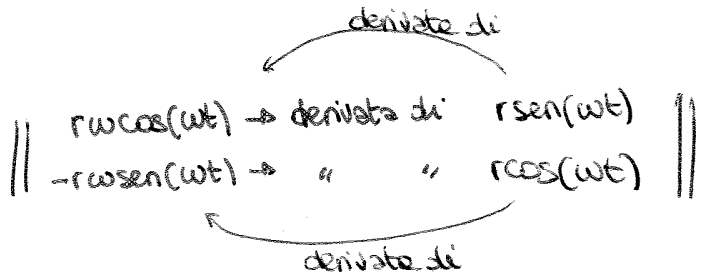 derivate di
rωcos(ωt) → derivata di rsen(ωt)
-rωsen(ωt) → " " rcos(ωt)
derivate di